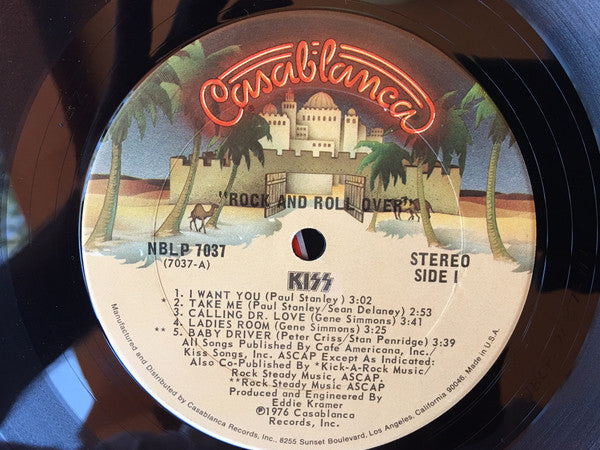 Casablanca
"ROCK AND ROLL OVER"
NBLP 7037
(7037-A)
STEREO
SIDE 1
KISS
1. I WANT YOU (Paul Stanley) 3:02
* 2. TAKE ME (Paul Stanley/Sean Delaney) 2:53
3. CALLING DR. LOVE (Gene Simmons) 3:41
4. LADIES ROOM (Gene Simmons) 3:25
** 5. BABY DRIVER (Peter Criss/Stan Penridge) 3:39
All Songs Published By Café Americana, Inc./
Kiss Songs, Inc. ASCAP Except As Indicated:
Also Co-Published By *Kick-A-Rock Music/
Rock Steady Music, ASCAP.
**Rock Steady Music ASCAP
Produced and Engineered By
Eddie Kramer
℗1976 Casablanca
Records, Inc.
Manufactured and Distributed by Casablanca Records, Inc., 8255 Sunset Boulevard, Los Angeles, California 90046. Made in U.S.A.